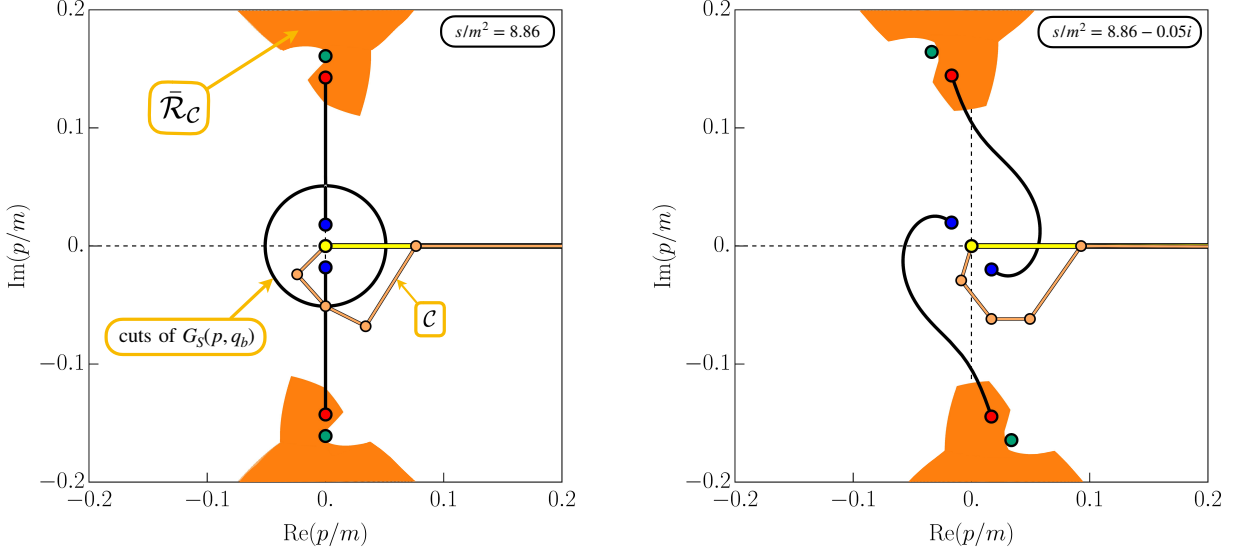 s/m² = 8.86
R̄_C
cuts of G_S(p, q_b)
C
Im(p/m)
0.2
0.1
0.
−0.1
−0.2
−0.2
−0.1
0.
0.1
0.2
Re(p/m)
s/m² = 8.86 − 0.05i
Im(p/m)
0.2
0.1
0.
−0.1
−0.2
−0.2
−0.1
0.
0.1
0.2
Re(p/m)